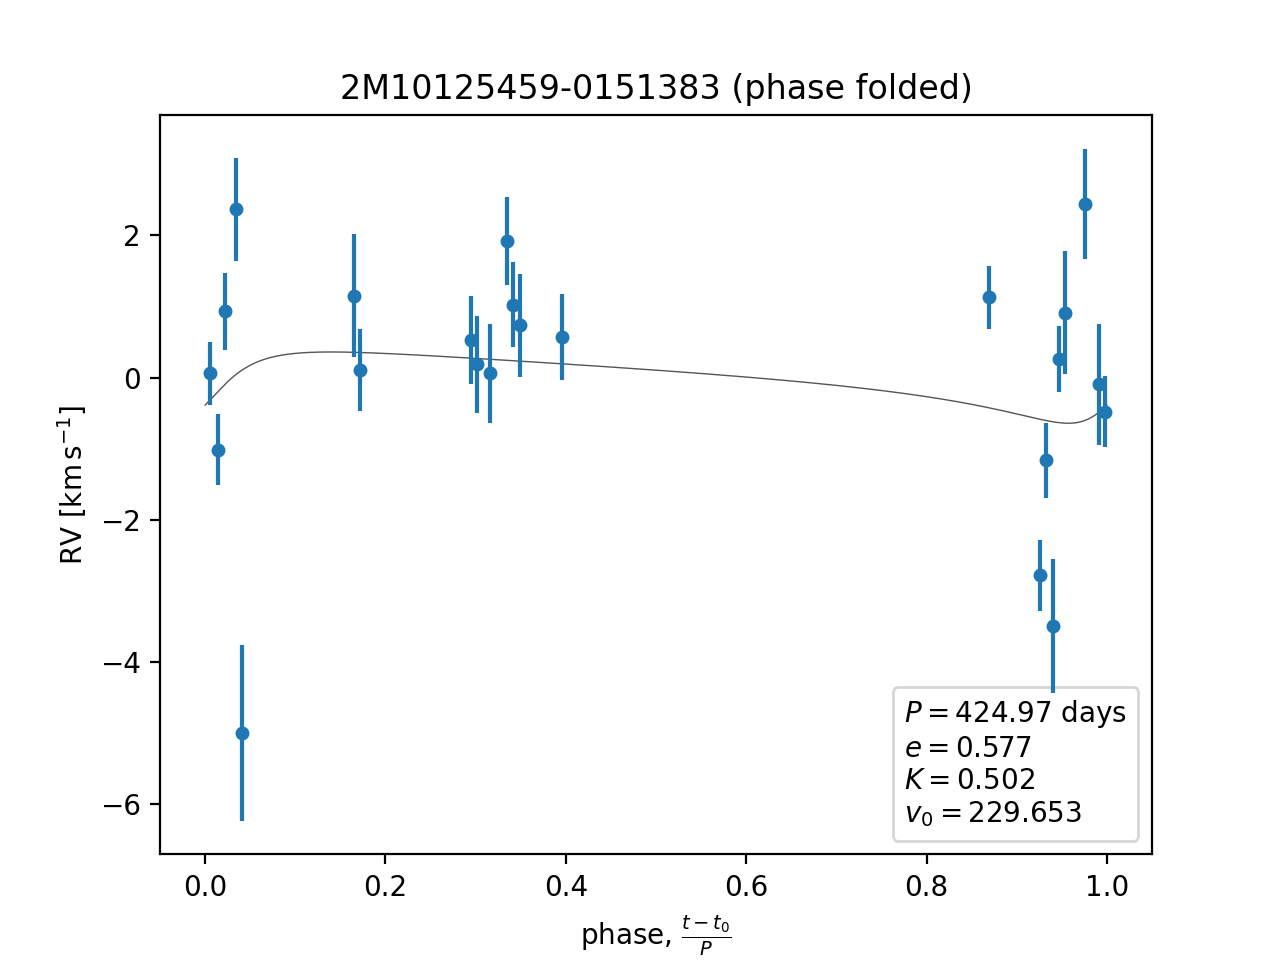 2M10125459-0151383 (phase folded)
RV [km s⁻¹]
2
0
−2
−4
−6
P = 424.97 days
e = 0.577
K = 0.502
v₀ = 229.653
0.0 0.2 0.4 0.6 0.8 1.0
phase, (t − t₀)/P